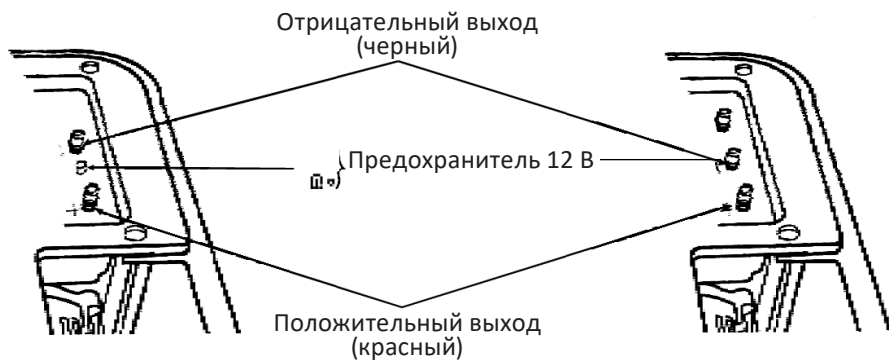 Отрицательный выход
(черный)
Предохранитель 12 В
Положительный выход
(красный)